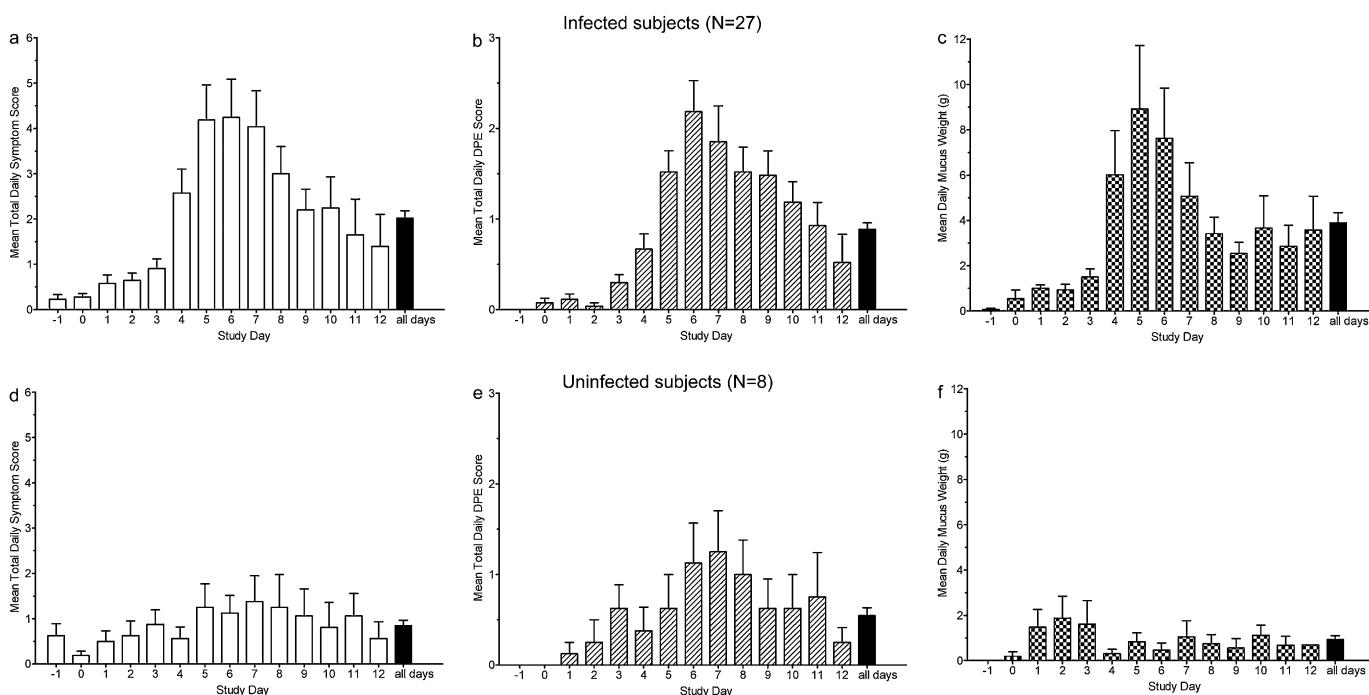 Infected subjects (N=27)
a
Mean Total Daily Symptom Score
6
5
4
3
2
1
0
-1 0 1 2 3 4 5 6 7 8 9 10 11 12 all days
Study Day
b
Mean Total Daily DPE Score
3
2
1
0
-1 0 1 2 3 4 5 6 7 8 9 10 11 12 all days
Study Day
c
Mean Daily Mucus Weight (g)
12
10
8
6
4
2
0
-1 0 1 2 3 4 5 6 7 8 9 10 11 12 all days
Study Day
Uninfected subjects (N=8)
d
Mean Total Daily Symptom Score
6
5
4
3
2
1
0
-1 0 1 2 3 4 5 6 7 8 9 10 11 12 all days
Study Day
e
Mean Total Daily DPE Score
3
2
1
0
-1 0 1 2 3 4 5 6 7 8 9 10 11 12 all days
Study Day
f
Mean Daily Mucus Weight (g)
12
10
8
6
4
2
0
-1 0 1 2 3 4 5 6 7 8 9 10 11 12 all days
Study Day